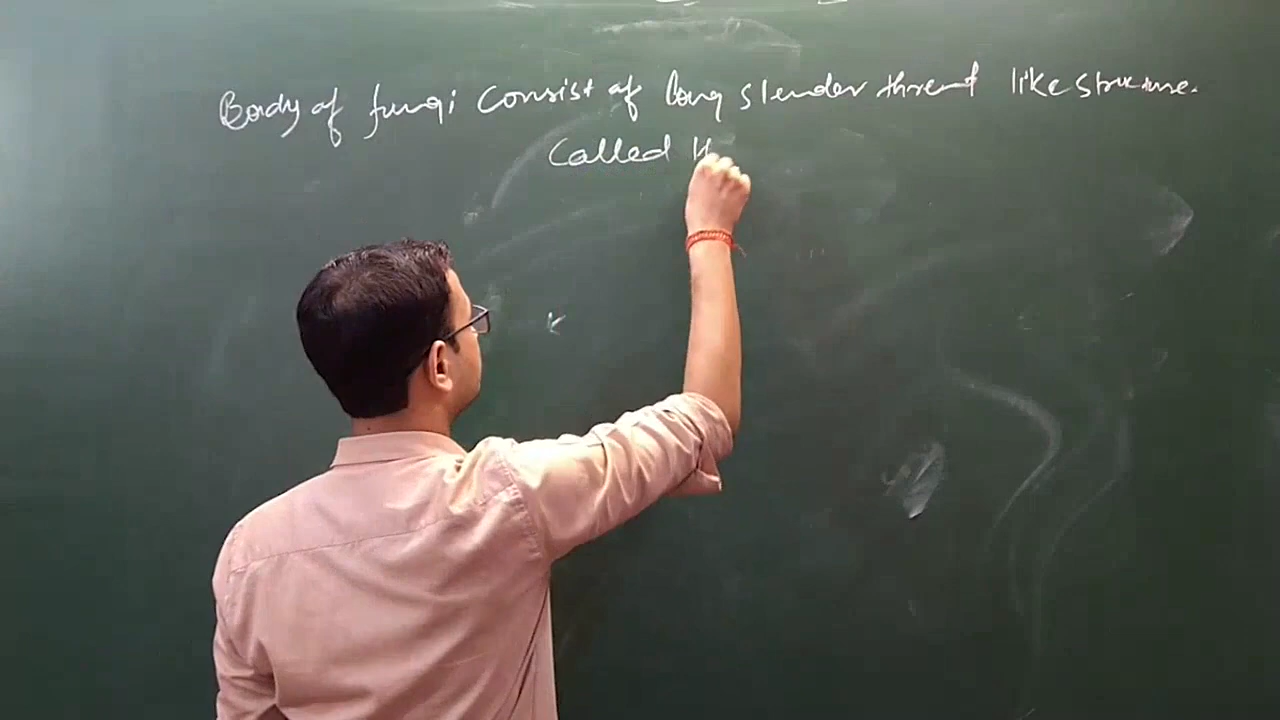 Body of fungi consist of long slender thread like structure.
Called H